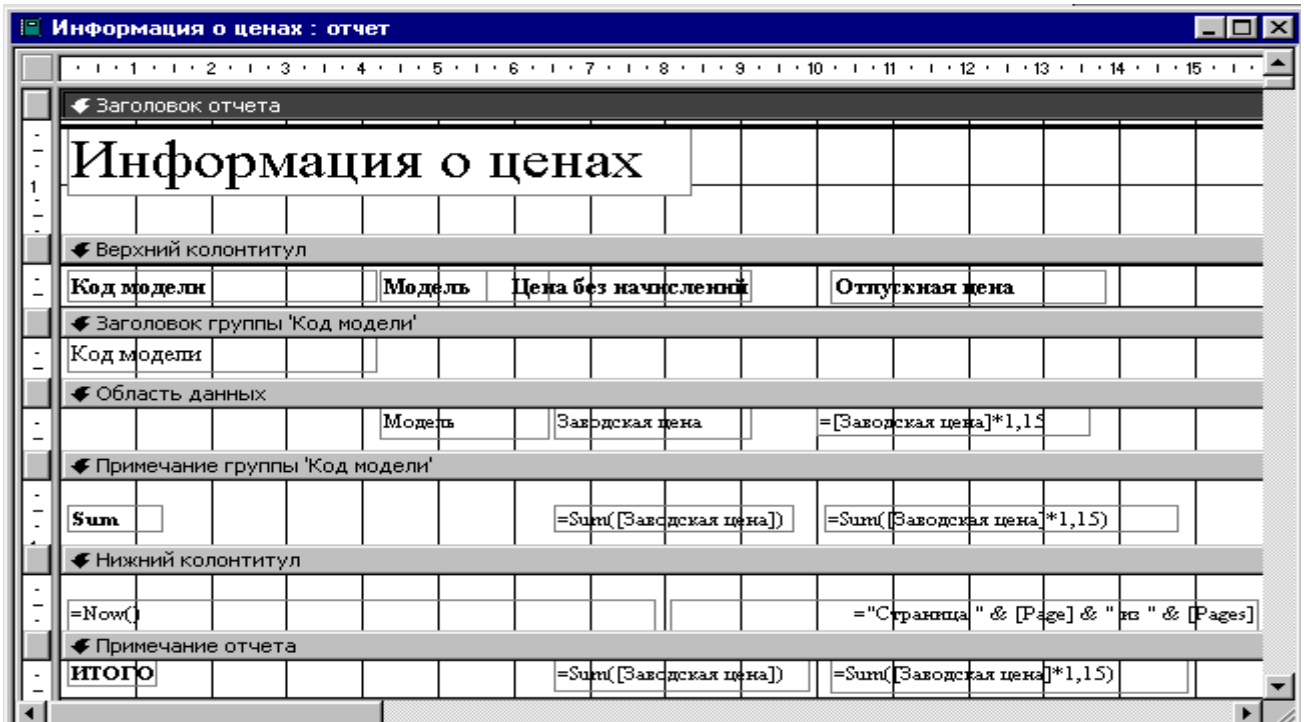 Информация о ценах : отчет
1 2 3 4 5 6 7 8 9 10 11 12 13 14 15
Заголовок отчета
Информация о ценах
1
Верхний колонтитул
Код модели Модель Цена без начислений Отпускная цена
Заголовок группы 'Код модели'
Код модели
Область данных
Модель Заводская цена =[Заводская цена]*1,15
Примечание группы 'Код модели'
Sum =Sum([Заводская цена]) =Sum([Заводская цена]*1,15)
Нижний колонтитул
=Now() ="Страница " & [Page] & " из " & [Pages]
Примечание отчета
ИТОГО =Sum([Заводская цена]) =Sum([Заводская цена]*1,15)